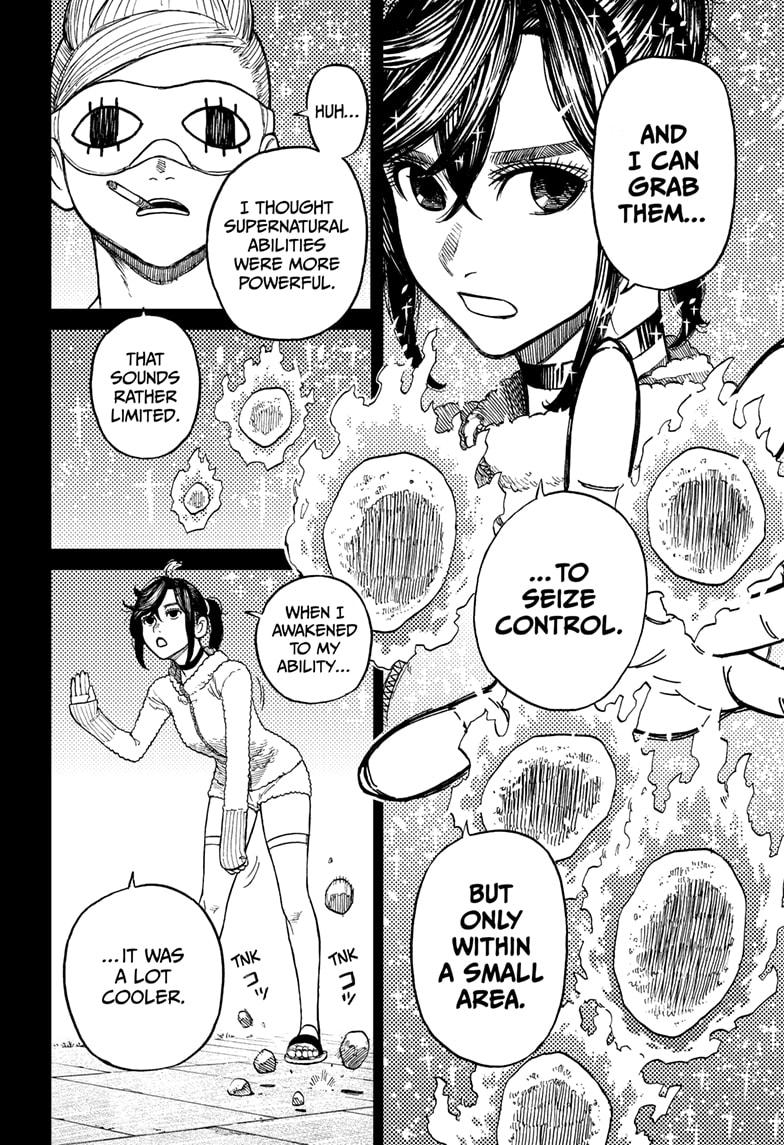 AND
I CAN
GRAB
THEM...
...TO
SEIZE
CONTROL.
BUT
ONLY
WITHIN
A SMALL
AREA.
HUH...
I THOUGHT
SUPERNATURAL
ABILITIES
WERE MORE
POWERFUL.
THAT
SOUNDS
RATHER
LIMITED.
WHEN I
AWAKENED
TO MY
ABILITY...
...IT WAS
A LOT
COOLER.
TNK
コッ
TNK
コッ